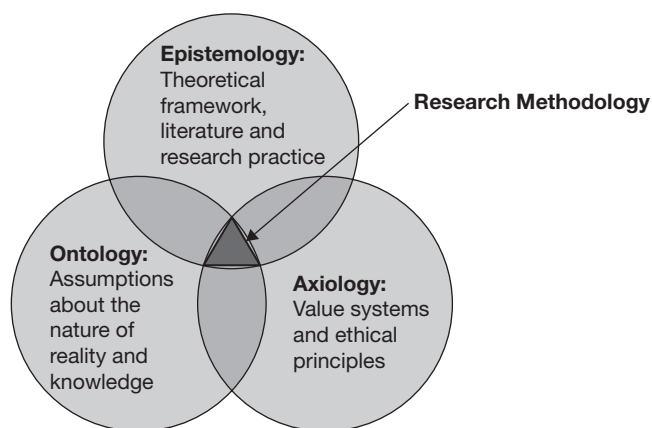 Epistemology:
Theoretical
framework,
literature and
research practice
Research Methodology
Ontology:
Assumptions
about the
nature of
reality and
knowledge
Axiology:
Value systems
and ethical
principles